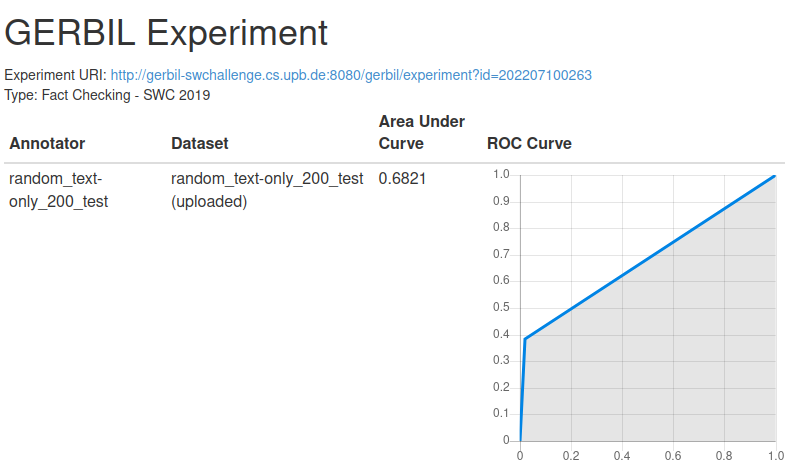 GERBIL Experiment
Experiment URI: http://gerbil-swchallenge.cs.upb.de:8080/gerbil/experiment?id=202207100263
Type: Fact Checking - SWC 2019
Annotator Dataset Area Under Curve ROC Curve
random_text-only_200_test random_text-only_200_test (uploaded) 0.6821
1.0
0.9
0.8
0.7
0.6
0.5
0.4
0.3
0.2
0.1
0
0 0.2 0.4 0.6 0.8 1.0